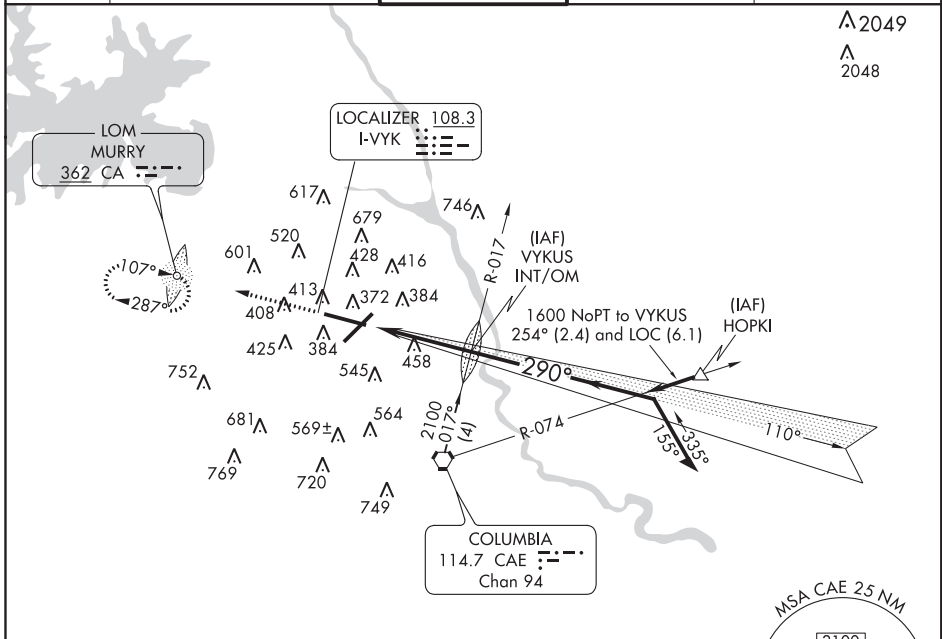 2049
2048
LOCALIZER 108.3
I-VYK
LOM
MURRY
362 CA
617
746
679
R-017
(IAF)
VYKUS
INT/OM
520
601
428
416
107°
287°
413
372
384
408
1600 NoPT to VYKUS
254° (2.4) and LOC (6.1)
(IAF)
HOPKI
425
384
458
545
290°
752
110°
681
569±
564
2100
017°
(4)
R-074
155°
335°
769
720
749
COLUMBIA
114.7 CAE
Chan 94
MSA CAE 25 NM